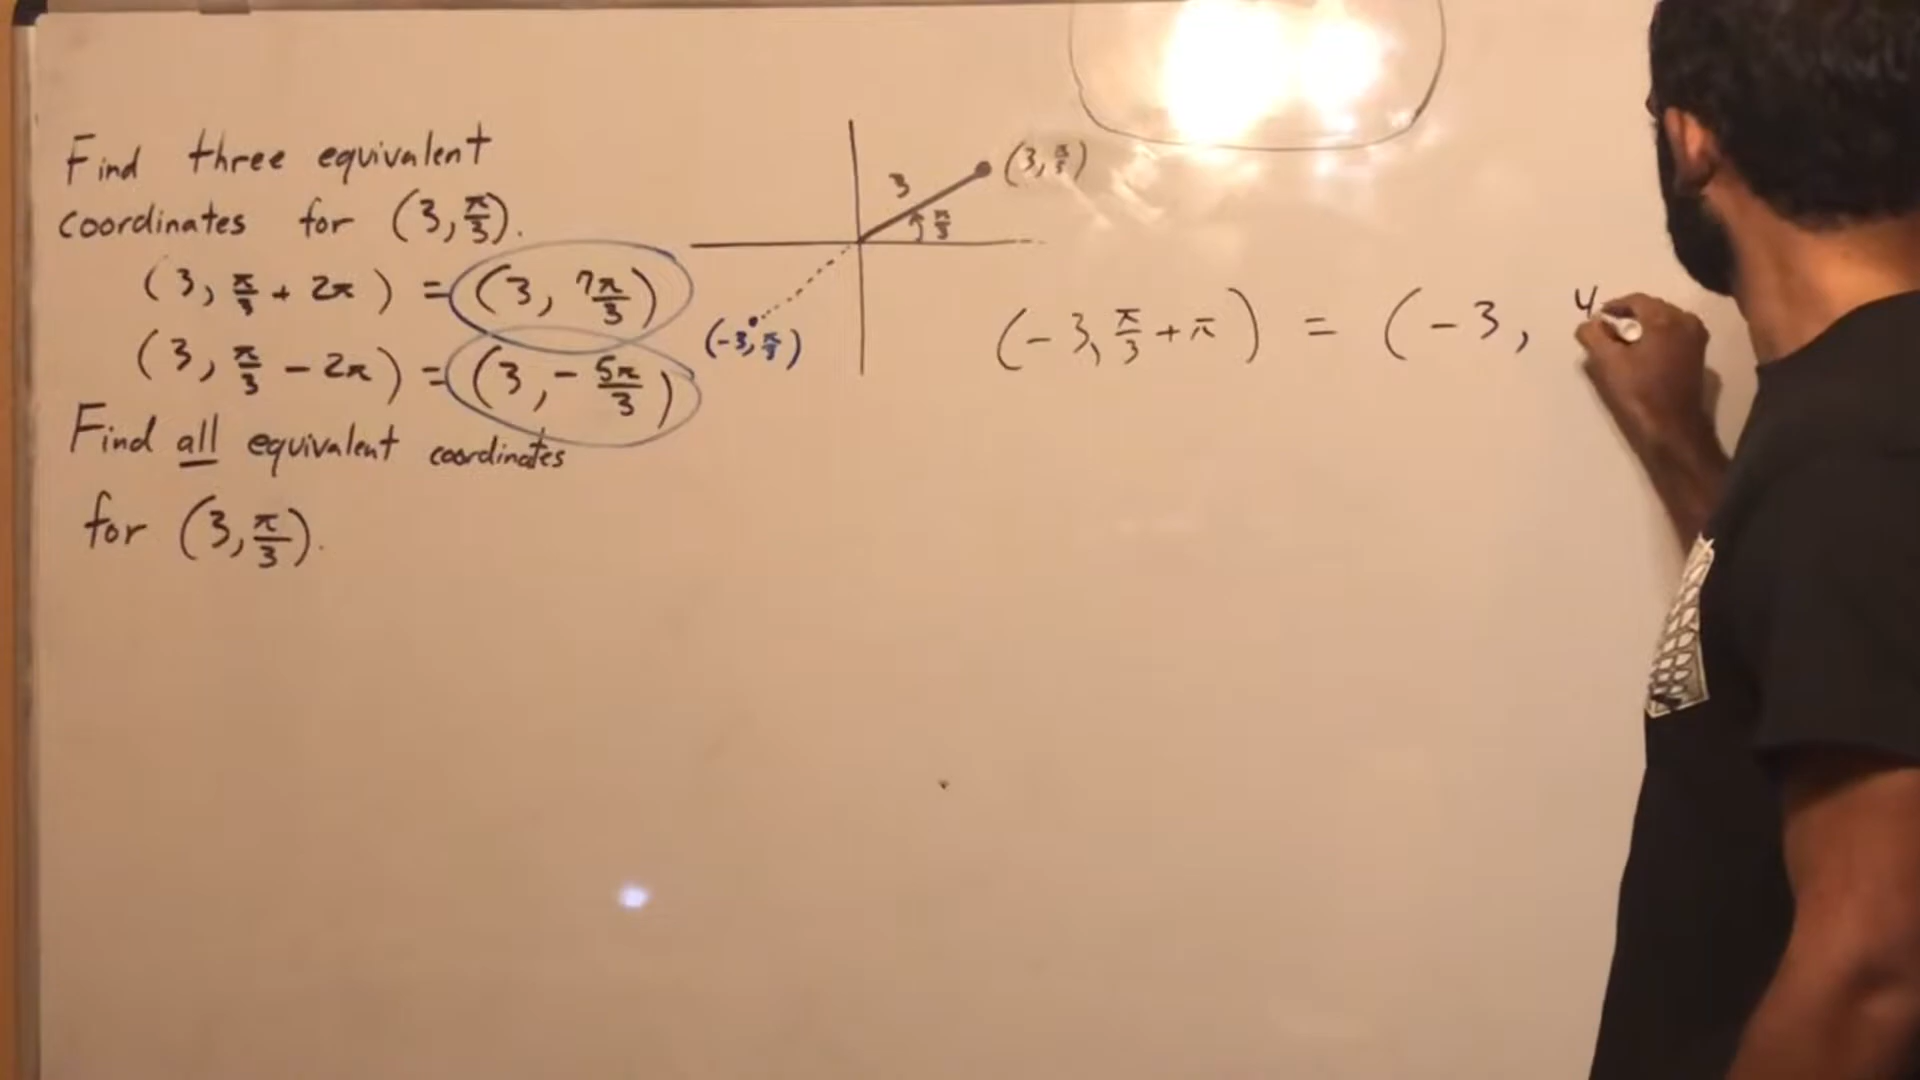 Find three equivalent
coordinates for (3, π/3).
(3, π/3 + 2π) = (3, 7π/3)
(3, π/3 − 2π) = (3, − 5π/3)
Find all equivalent coordinates
for (3, π/3).
3
(3, π/3)
π/3
(-3, π/3)
(-3, π/3 + π) = (-3, 4